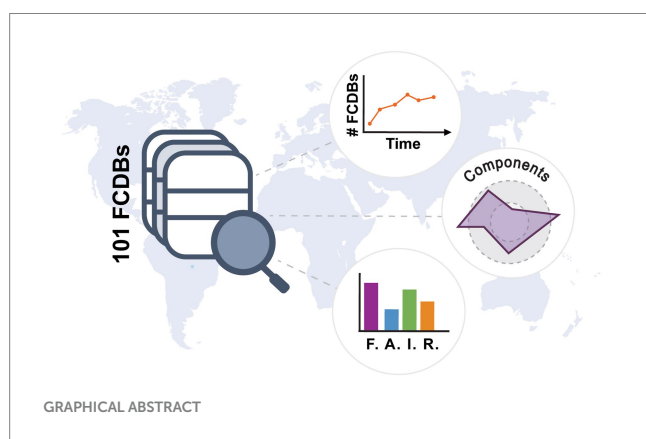 101 FCDBs
# FCDBs
Time
Components
F. A. I. R.
GRAPHICAL ABSTRACT